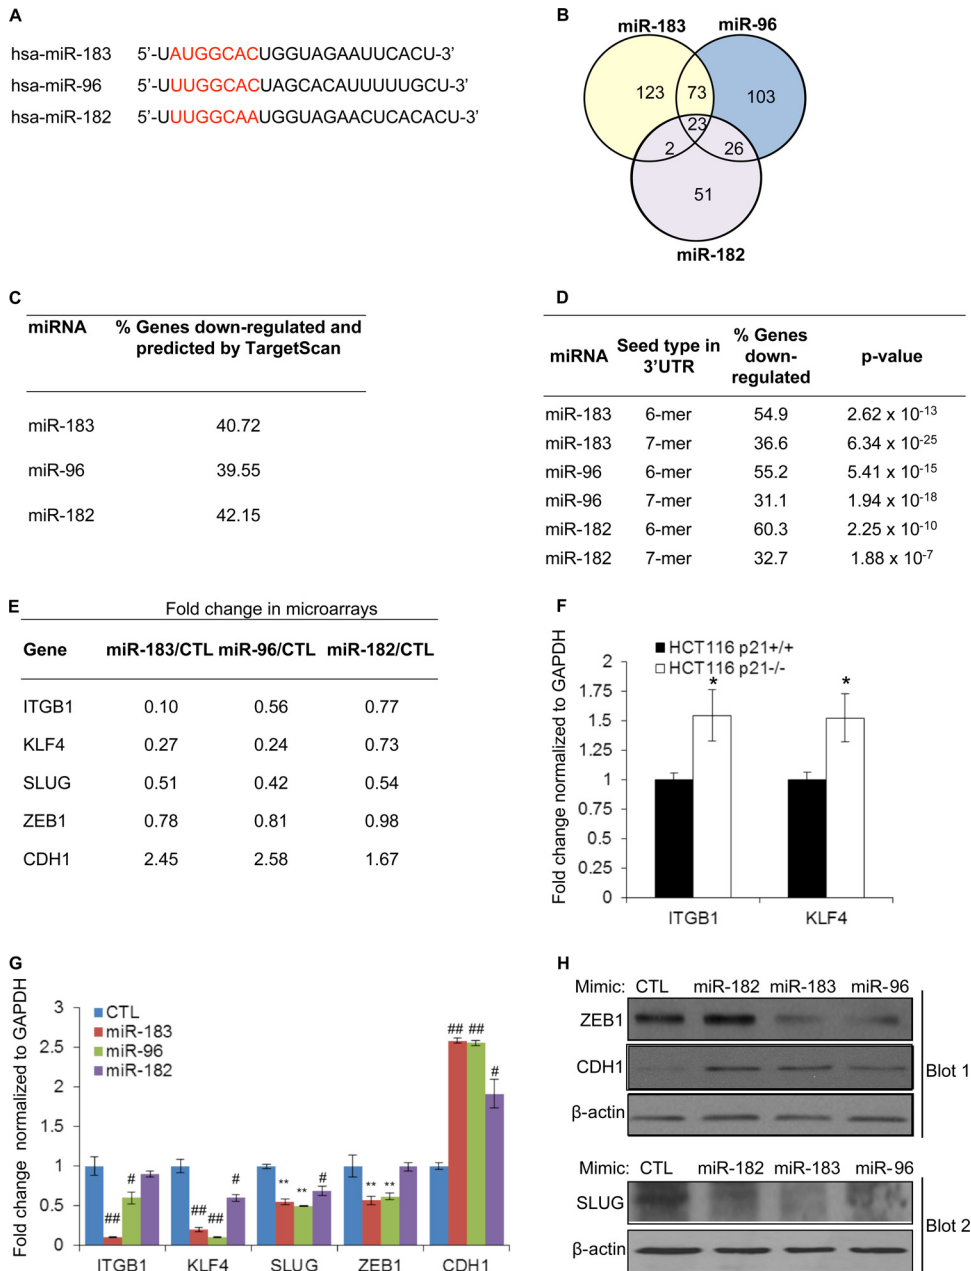 A
hsa-miR-183 5'-UAUGGCACUGGUAGAAUUCACU-3'
hsa-miR-96 5'-UUUGGCACUAGCACAUUUUUGCU-3'
hsa-miR-182 5'-UUUGGCAAUGGUAGAACUCACACU-3'
B
miR-183 miR-96
123 73 103
23
2 26
51
miR-182
C
miRNA % Genes down-regulated and
predicted by TargetScan
miR-183 40.72
miR-96 39.55
miR-182 42.15
D
miRNA Seed type in 3'UTR % Genes down-regulated p-value
miR-183 6-mer 54.9 2.62 x 10-13
miR-183 7-mer 36.6 6.34 x 10-25
miR-96 6-mer 55.2 5.41 x 10-15
miR-96 7-mer 31.1 1.94 x 10-18
miR-182 6-mer 60.3 2.25 x 10-10
miR-182 7-mer 32.7 1.88 x 10-7
E
Fold change in microarrays
Gene miR-183/CTL miR-96/CTL miR-182/CTL
ITGB1 0.10 0.56 0.77
KLF4 0.27 0.24 0.73
SLUG 0.51 0.42 0.54
ZEB1 0.78 0.81 0.98
CDH1 2.45 2.58 1.67
F
Fold change normalized to GAPDH
HCT116 p21+/+
HCT116 p21-/-
2
1.75
1.5
1.25
1
0.75
0.5
0.25
0
* *
ITGB1 KLF4
G
Fold change normalized to GAPDH
CTL
miR-183
miR-96
miR-182
3
2.5
2
1.5
1
0.5
0
## #
## ## #
** ** #
** **
## ## #
ITGB1 KLF4 SLUG ZEB1 CDH1
H
Mimic: CTL miR-182 miR-183 miR-96
ZEB1
CDH1
β-actin
Blot 1
Mimic: CTL miR-182 miR-183 miR-96
SLUG
β-actin
Blot 2